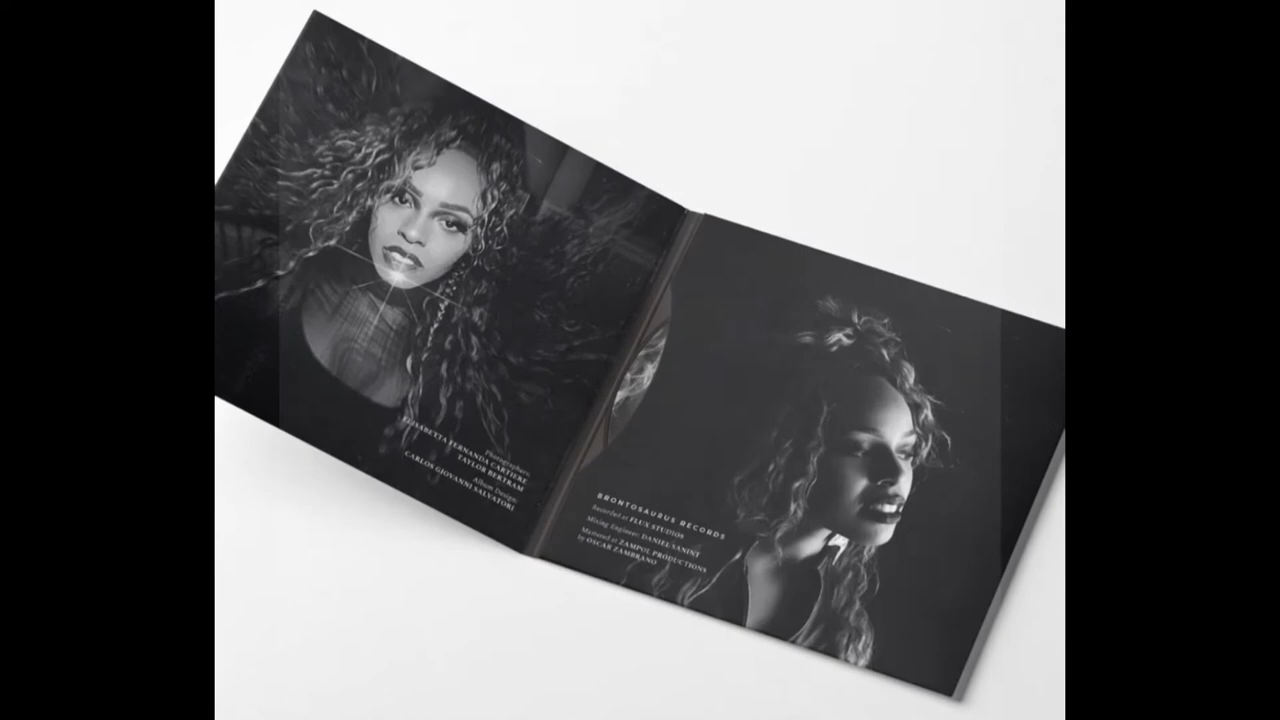 ELISABETTA FERNANDA CARTIERE
Photographers:
TAYLOR BERTRAM
Album Design:
CARLOS GIOVANNI SALVATORI
BRONTOSAURUS RECORDS
Recorded at FLUX STUDIOS
Mixing Engineer: DANIEL SANINT
Mastered at ZAMPOL PRODUCTIONS
by OSCAR ZAMBRANO